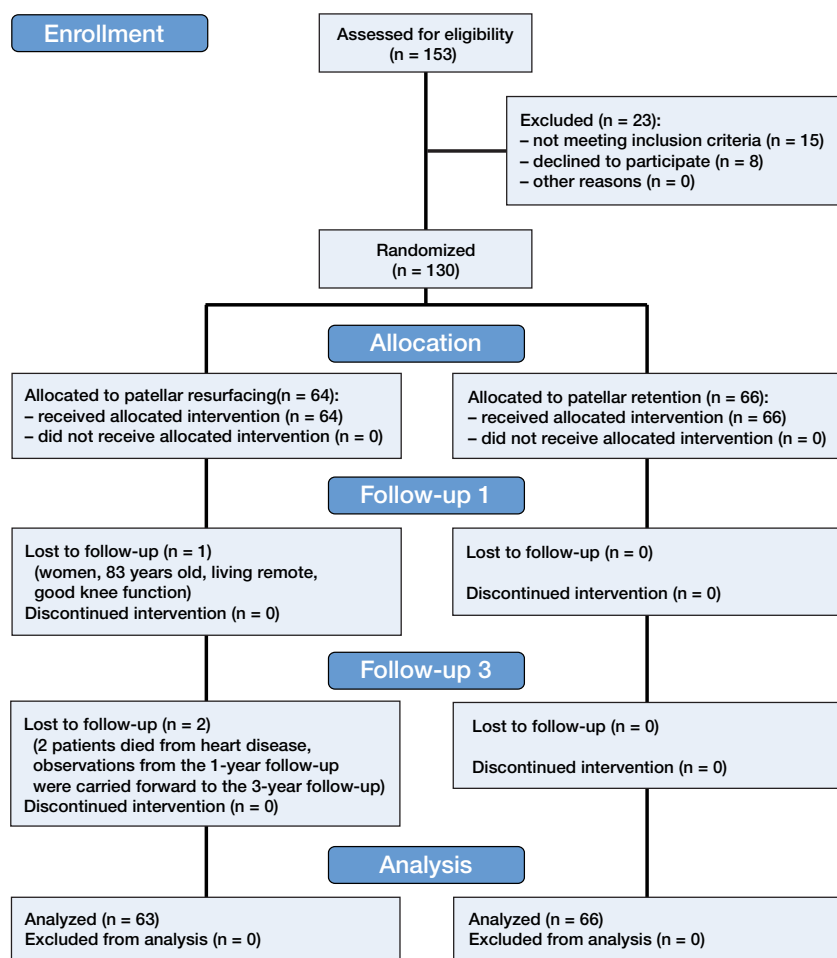 Enrollment
Assessed for eligibility
(n = 153)
Excluded (n = 23):
– not meeting inclusion criteria (n = 15)
– declined to participate (n = 8)
– other reasons (n = 0)
Randomized
(n = 130)
Allocation
Allocated to patellar resurfacing(n = 64):
– received allocated intervention (n = 64)
– did not receive allocated intervention (n = 0)
Allocated to patellar retention (n = 66):
– received allocated intervention (n = 66)
– did not receive allocated intervention (n = 0)
Follow-up 1
Lost to follow-up (n = 1)
(women, 83 years old, living remote,
good knee function)
Discontinued intervention (n = 0)
Lost to follow-up (n = 0)
Discontinued intervention (n = 0)
Follow-up 3
Lost to follow-up (n = 2)
(2 patients died from heart disease,
observations from the 1-year follow-up
were carried forward to the 3-year follow-up)
Discontinued intervention (n = 0)
Lost to follow-up (n = 0)
Discontinued intervention (n = 0)
Analysis
Analyzed (n = 63)
Excluded from analysis (n = 0)
Analyzed (n = 66)
Excluded from analysis (n = 0)